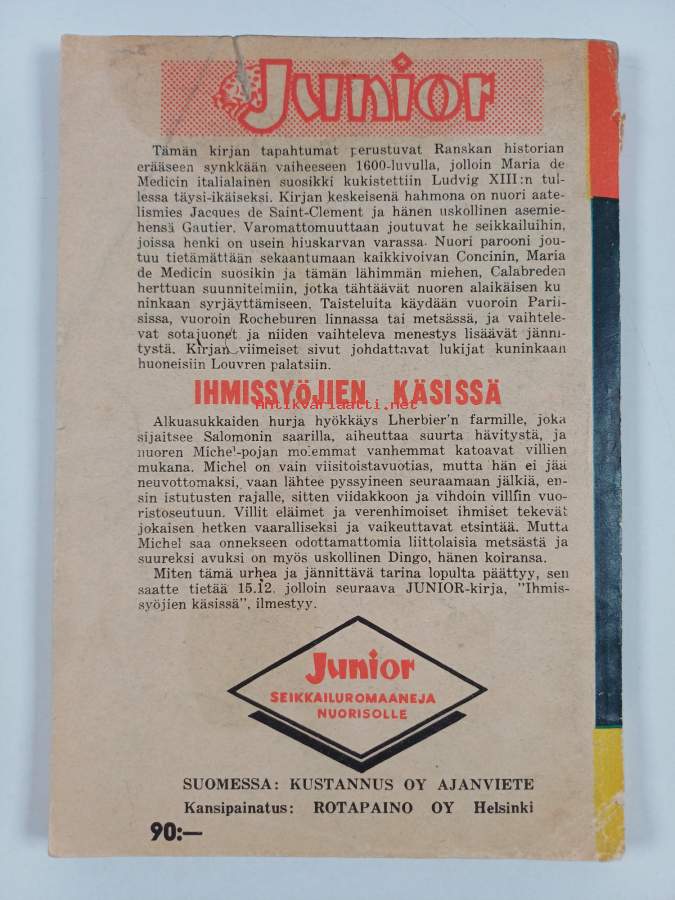 Junior
Tämän kirjan tapahtumat perustuvat Ranskan historian
erääseen synkkään vaiheeseen 1600-luvulla, jolloin Maria de
Medicin italialainen suosikki kukistettiin Ludvig XIII:n tul-
lessa täysi-ikäiseksi. Kirjan keskeisenä hahmona on nuori aate-
lismies Jacques de Saint-Clement ja hänen uskollinen asemie-
hensä Gautier. Varomattomuuttaan joutuvat he seikkailuihin,
joissa henki on usein hiuskarvan varassa. Nuori parooni jou-
tuu tietämättään sekaantumaan kaikkivoivan Concinin, Maria
de Medicin suosikin ja tämän lähimmän miehen, Calabreden
herttuan suunnitelmiin, jotka tähtäävät nuoren alaikäisen ku
ninkaan syrjäyttämiseen. Taisteluita käydään vuoroin Parii-
sissa, vuoroin Rocheburen linnassa tai metsässä, ja vaihtele-
vat sotajuonet ja niiden vaihteleva menestys lisäävät jänni-
tystä. Kirjan viimeiset sivut johdattavat lukijat kuninkaan
huoneisiin Louvren palatsiin.
IHMISSYÖJIEN KÄSISSÄ
antikvariaatti.net
Alkuasukkaiden hurja hyökkäys Lherbier'n farmille, joka
sijaitsee Salomonin saarilla, aiheuttaa suurta hävitystä, ja
nuoren Michel-pojan molemmat vanhemmat katoavat villien
mukana. Michel on vain viisitoistavuotias, mutta hän ei jää
neuvottomaksi, vaan lähtee pyssyineen seuraamaan jälkiä, en-
sin istutusten rajalle, sitten viidakkoon ja vihdoin villfin vuo-
ristoseutuun. Villit eläimet ja verenhimoiset ihmiset tekevät
jokaisen hetken vaaralliseksi ja vaikeuttavat etsintää. Mutta
Michel saa onnekseen odottamattomia liittolaisia metsästä ja
suureksi avuksi on myös uskollinen Dingo, hänen koiransa.
Miten tämä urhea ja jännittävä tarina lopulta päättyy, sen
saatte tietää 15.12. jolloin seuraava JUNIOR-kirja, "Ihmis-
syöjien käsissä", ilmestyy.
Junior
SEIKKAILUROMAANEJA
NUORISOLLE
SUOMESSA: KUSTANNUS OY AJANVIETE
Kansipainatus: ROTAPAINO OY Helsinki
90:—